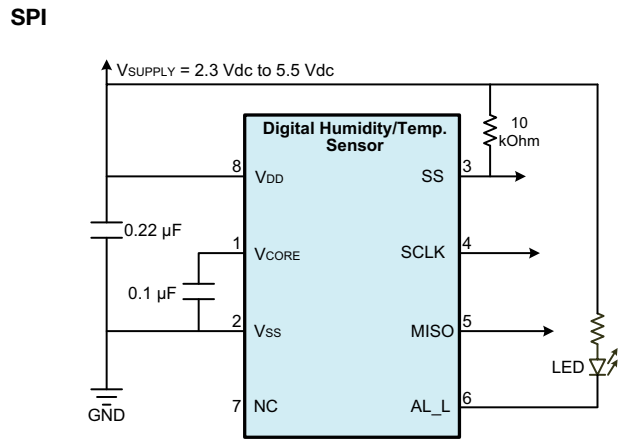 SPI
VSUPPLY = 2.3 Vdc to 5.5 Vdc
Digital Humidity/Temp.
Sensor
10
kOhm
8
VDD
SS
3
0.22 µF
1
VCORE
SCLK
4
0.1 µF
2
VSS
MISO
5
LED
GND
7
NC
AL_L
6